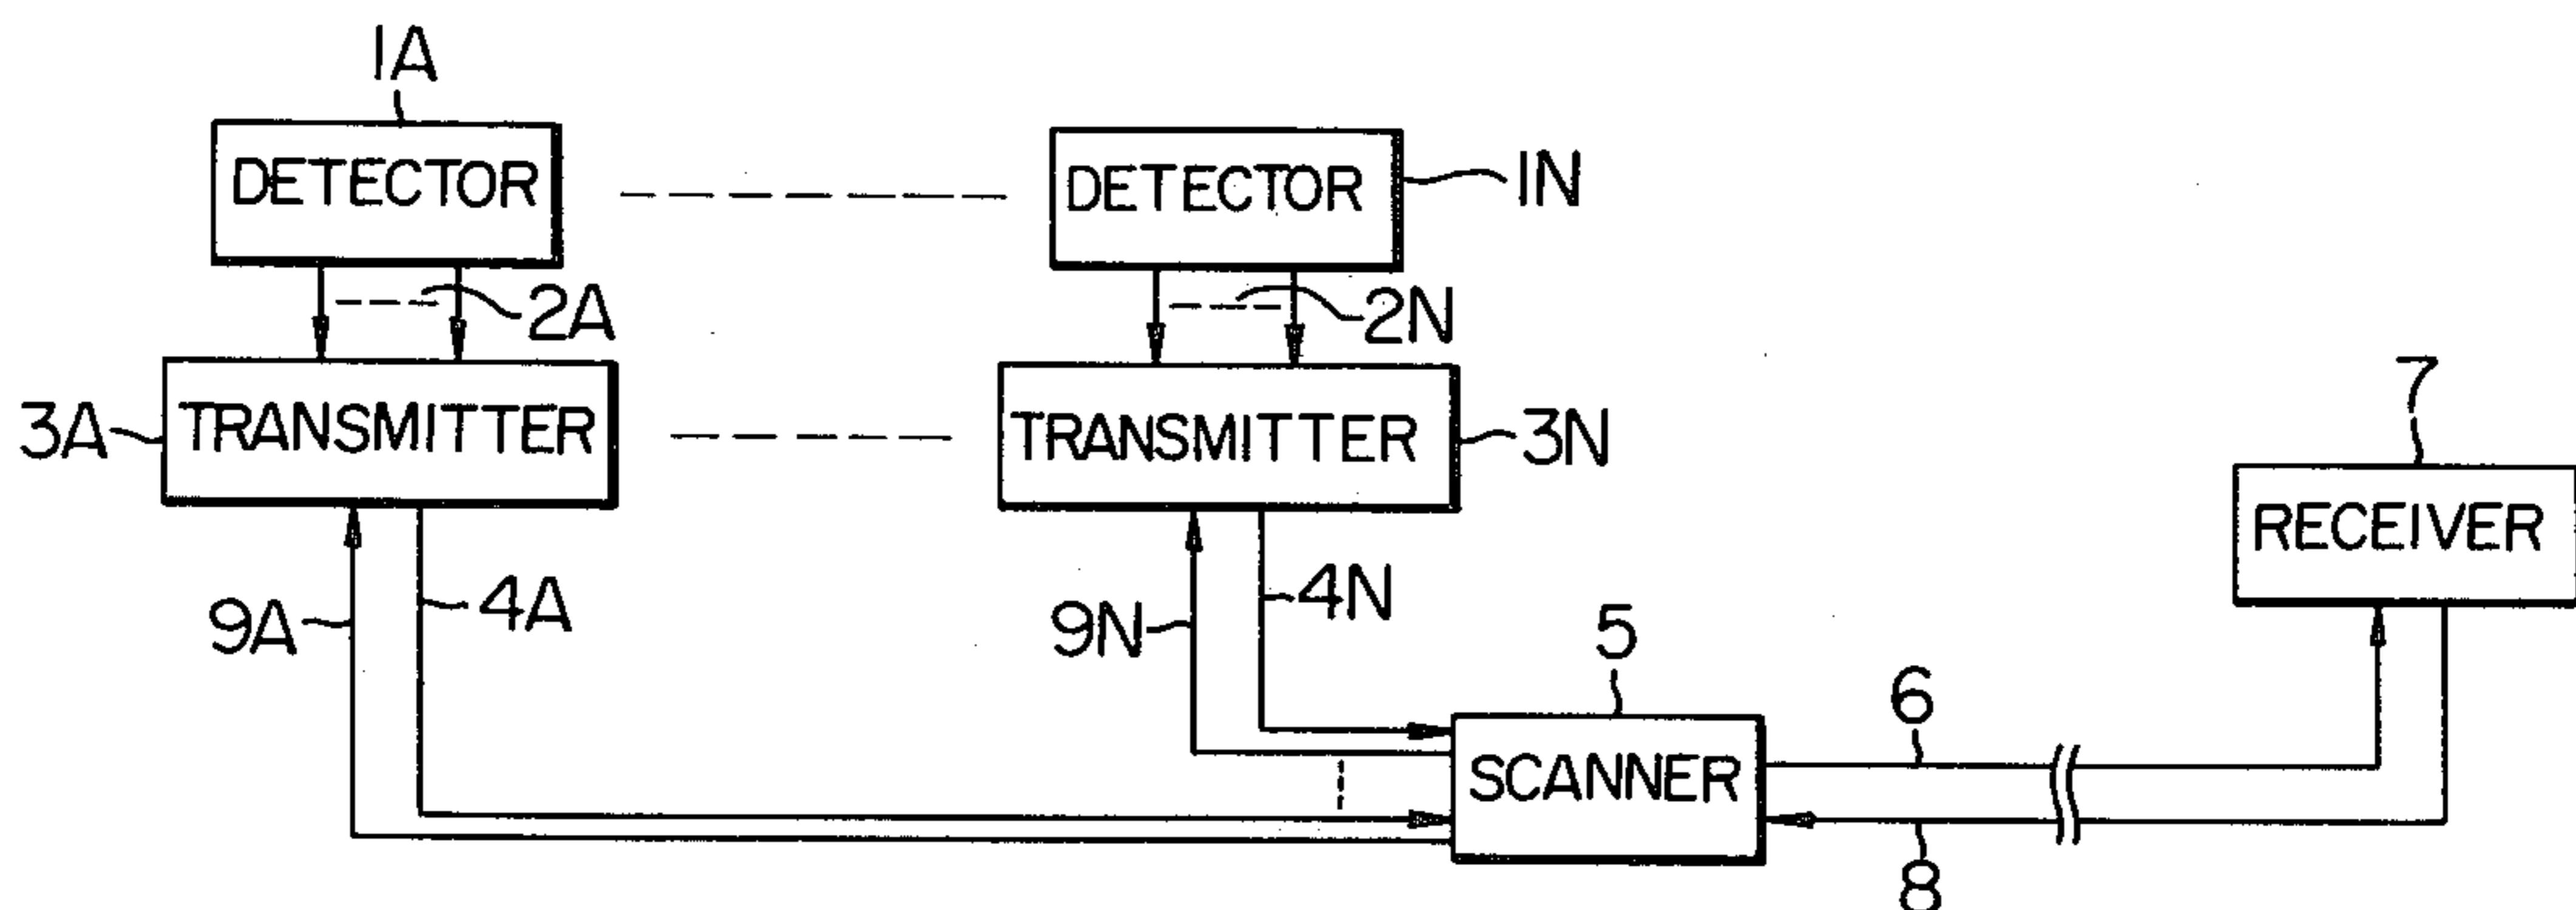 1A
DETECTOR
DETECTOR
1N
2A
2N
3A
TRANSMITTER
TRANSMITTER
3N
7
RECEIVER
9A
4A
9N
4N
5
SCANNER
6
8